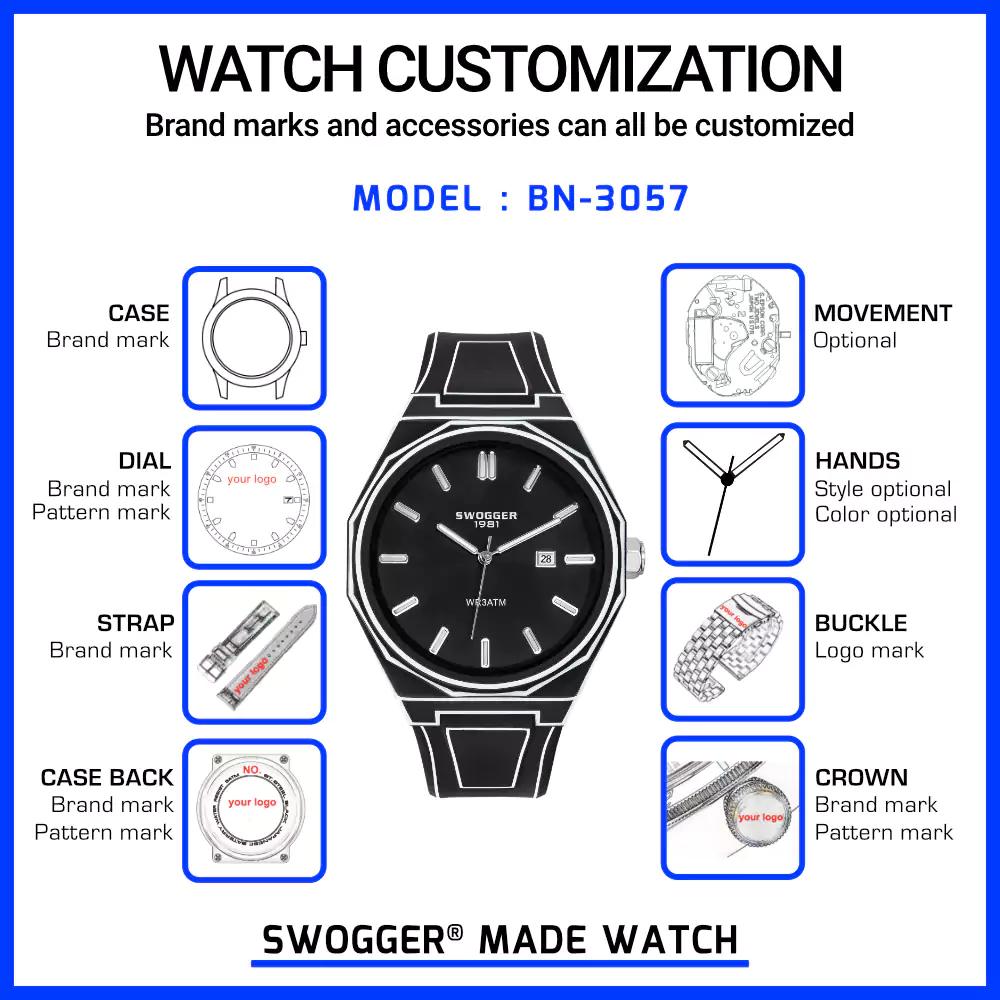 WATCH CUSTOMIZATION
Brand marks and accessories can all be customized
MODEL : BN-3057
CASE
Brand mark
DIAL
Brand mark
Pattern mark
your logo
7
STRAP
Brand mark
your logo
CASE BACK
Brand mark
Pattern mark
NO.
your logo
SWOGGER
1981
28
WR3ATM
MOVEMENT
Optional
HANDS
Style optional
Color optional
BUCKLE
Logo mark
your logo
CROWN
Brand mark
Pattern mark
your logo
SWOGGER® MADE WATCH